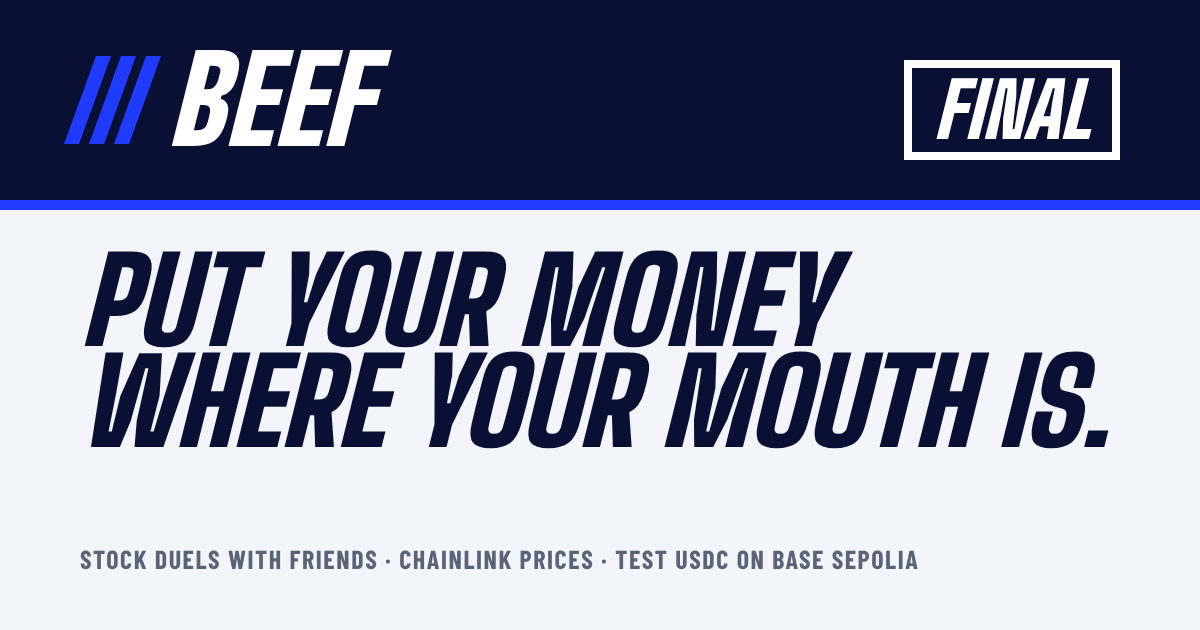 BEEF
FINAL
PUT YOUR MONEY
WHERE YOUR MOUTH IS.
STOCK DUELS WITH FRIENDS · CHAINLINK PRICES · TEST USDC ON BASE SEPOLIA